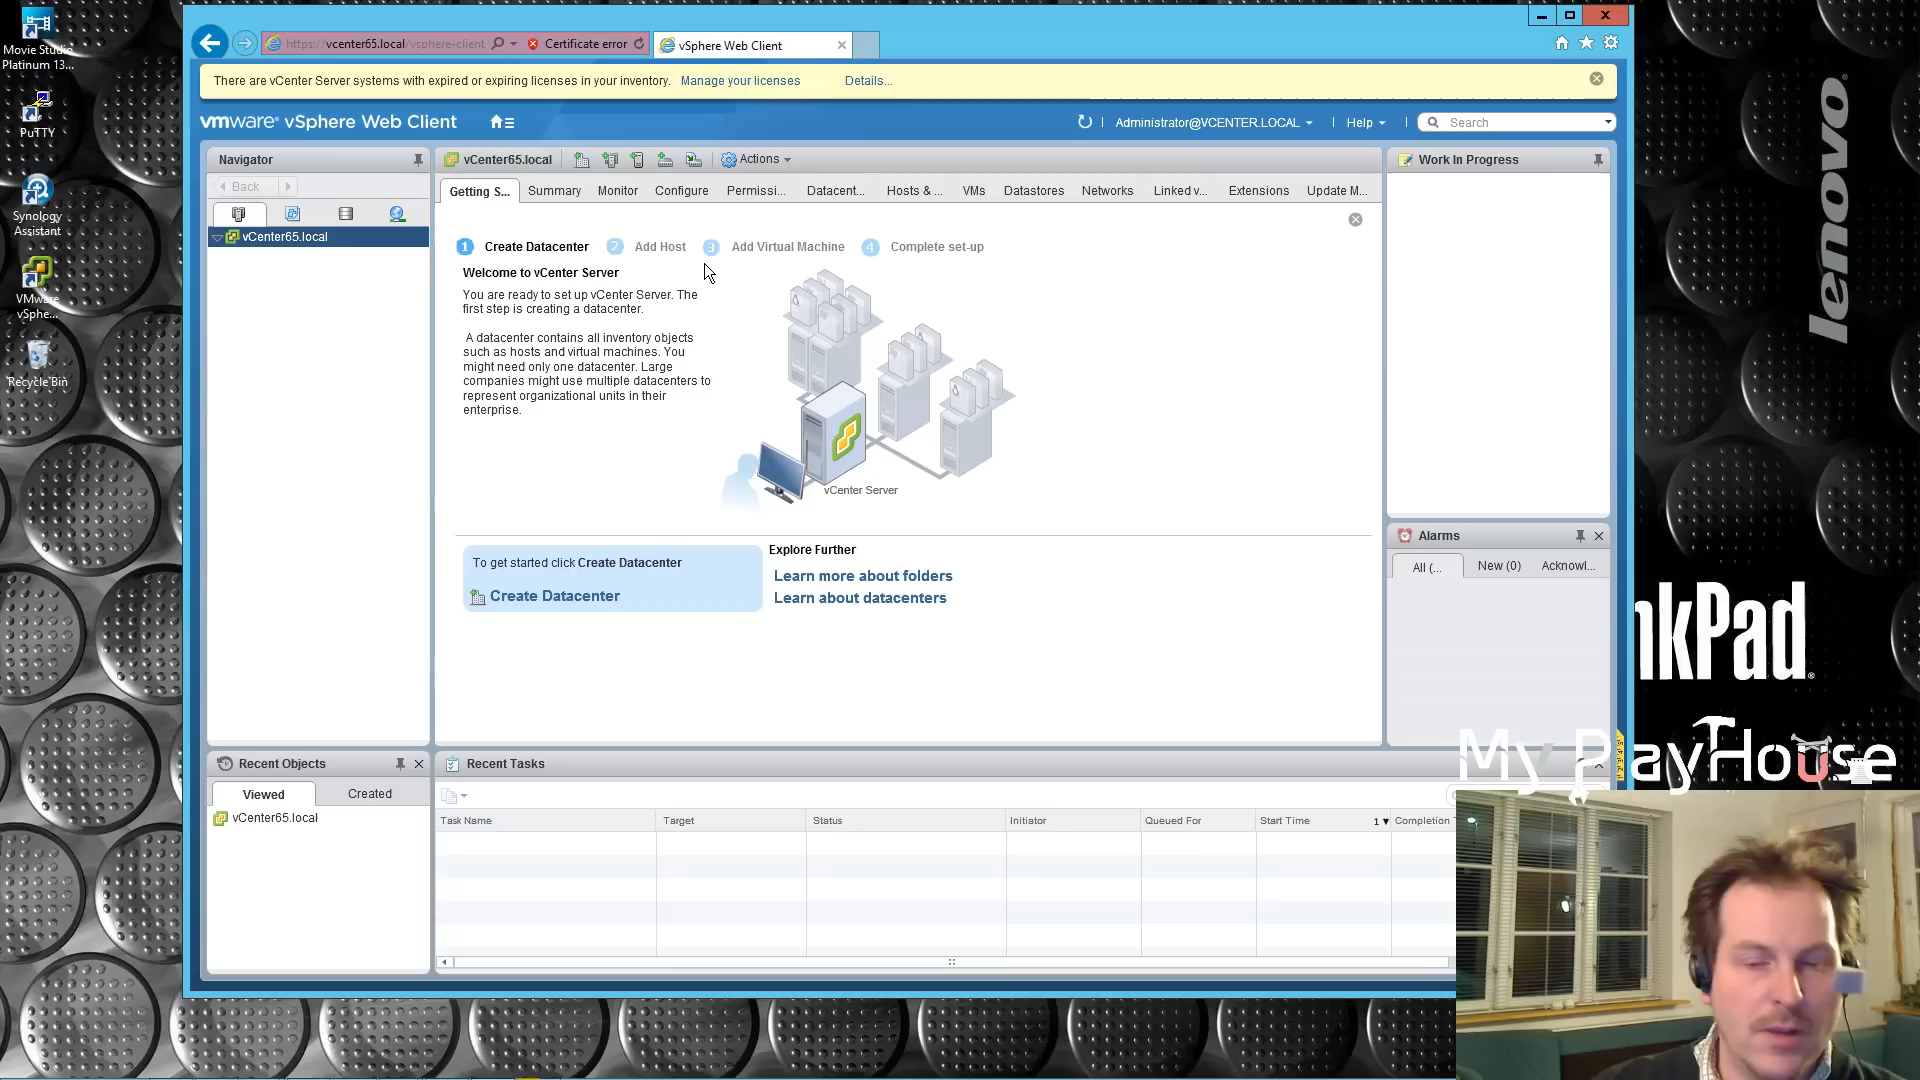 Movie Studio
Platinum 13...
PuTTY
Synology
Assistant
VMware
vSphe...
Recycle Bin
https://vcenter65.local/vsphere-client
Certificate error
vSphere Web Client
There are vCenter Server systems with expired or expiring licenses in your inventory. Manage your licenses Details...
vmware® vSphere Web Client
Administrator@VCENTER.LOCAL
Help
Search
Navigator
Back
vCenter65.local
vCenter65.local
Actions
Getting S...
Summary
Monitor
Configure
Permissi...
Datacent...
Hosts & ...
VMs
Datastores
Networks
Linked v...
Extensions
Update M...
1 Create Datacenter
2 Add Host
3 Add Virtual Machine
4 Complete set-up
Welcome to vCenter Server
You are ready to set up vCenter Server. The
first step is creating a datacenter.
A datacenter contains all inventory objects
such as hosts and virtual machines. You
might need only one datacenter. Large
companies might use multiple datacenters to
represent organizational units in their
enterprise.
vCenter Server
To get started click Create Datacenter
Create Datacenter
Explore Further
Learn more about folders
Learn about datacenters
Work In Progress
Alarms
All (...
New (0)
Acknowl...
Recent Objects
Viewed
Created
vCenter65.local
Recent Tasks
Task Name
Target
Status
Initiator
Queued For
Start Time
1
Completion T
lenovo
nkPad
My PlayHouse